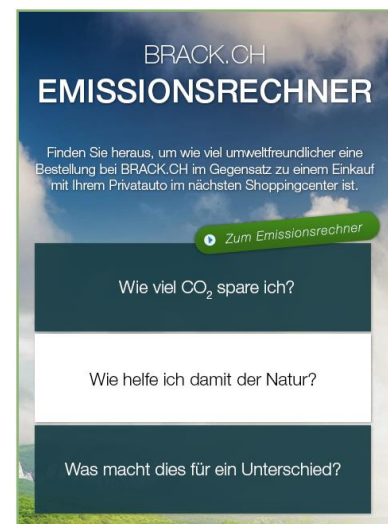 BRACK.CH
EMISSIONSRECHNER
Finden Sie heraus, um wie viel umweltfreundlicher eine
Bestellung bei BRACK.CH im Gegensatz zu einem Einkauf
mit Ihrem Privatauto im nächsten Shoppingcenter ist.
Zum Emissionsrechner
Wie viel CO₂ spare ich?
Wie helfe ich damit der Natur?
Was macht dies für ein Unterschied?